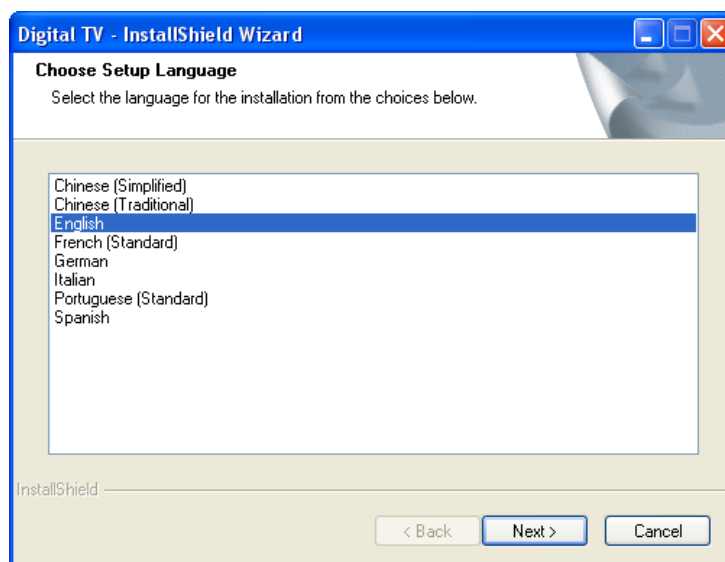 Digital TV - InstallShield Wizard
Choose Setup Language
Select the language for the installation from the choices below.
Chinese (Simplified)
Chinese (Traditional)
English
French (Standard)
German
Italian
Portuguese (Standard)
Spanish
InstallShield
< Back Next > Cancel